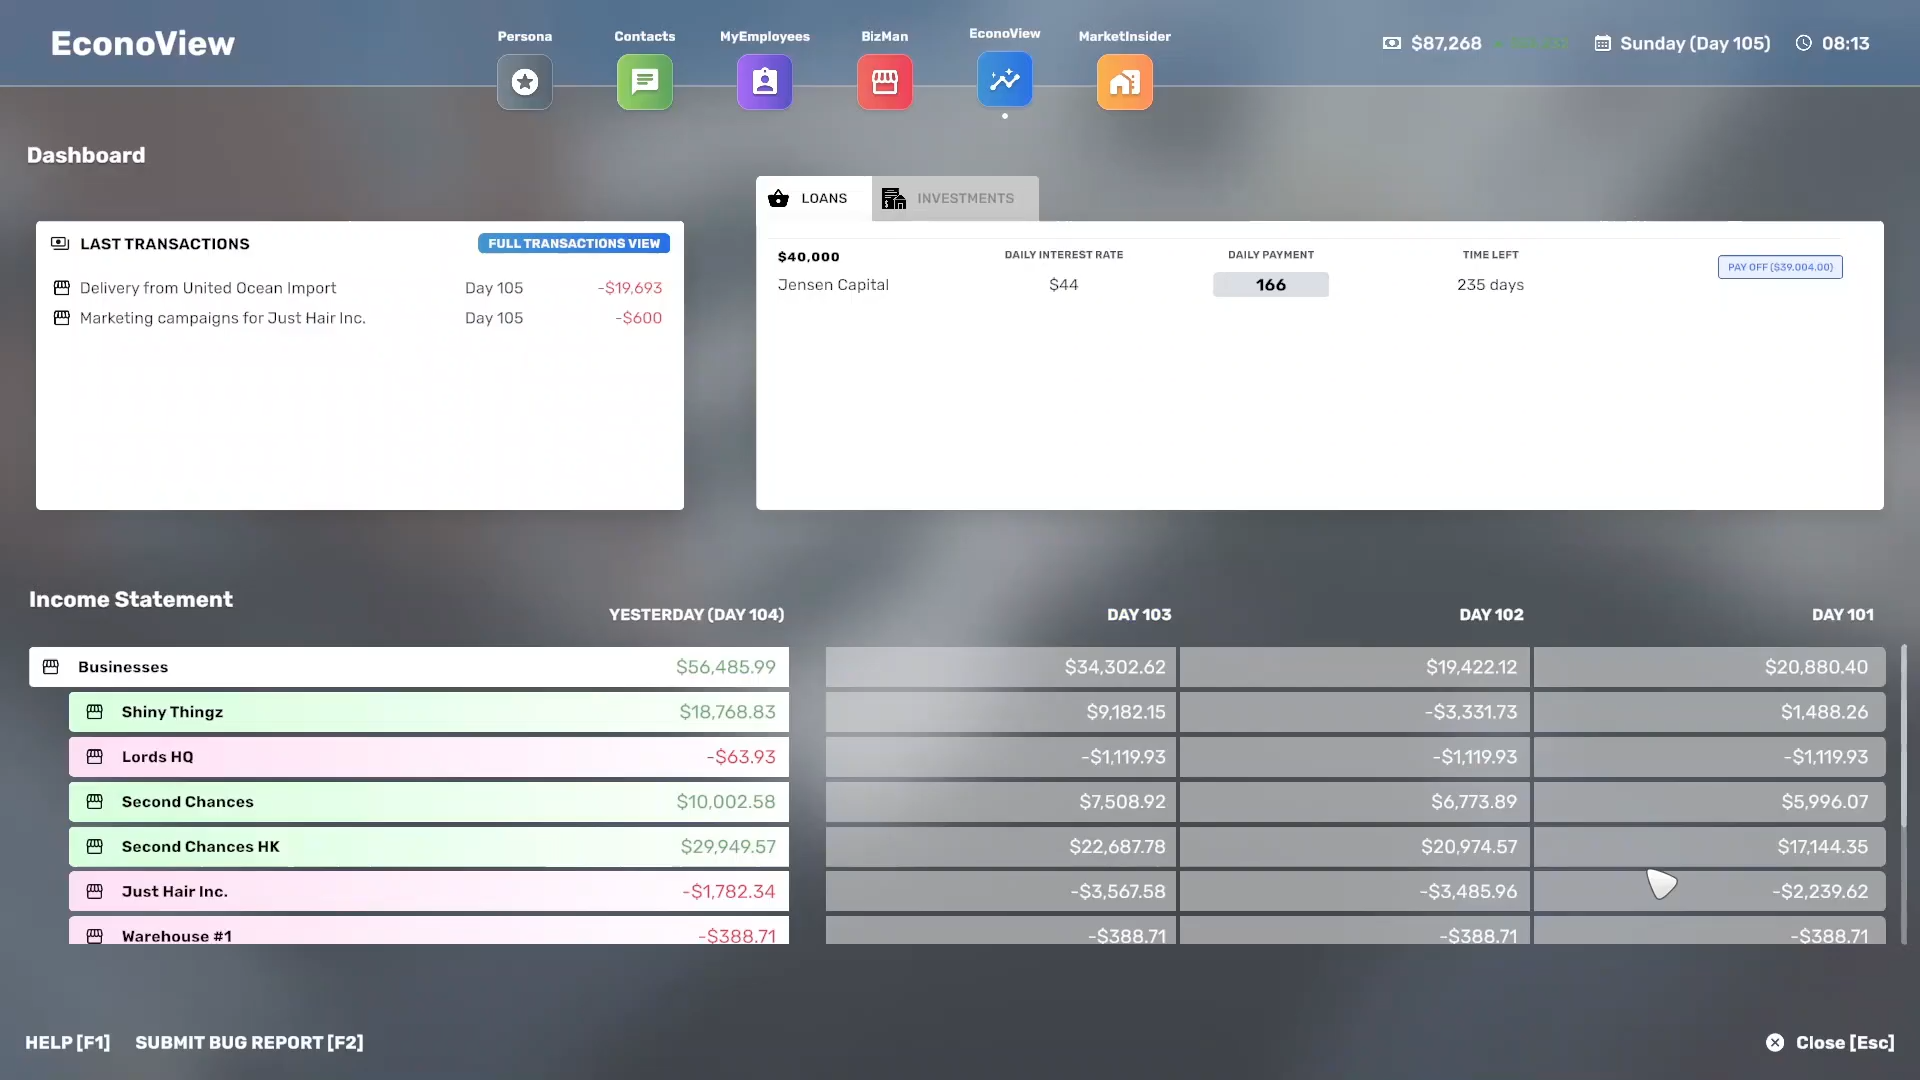 EconoView
Persona
Contacts
MyEmployees
BizMan
EconoView
MarketInsider
$87,268
Sunday (Day 105)
08:13
Dashboard
LOANS
INVESTMENTS
LAST TRANSACTIONS
FULL TRANSACTIONS VIEW
Delivery from United Ocean Import Day 105 -$19,693
Marketing campaigns for Just Hair Inc. Day 105 -$600
$40,000 DAILY INTEREST RATE DAILY PAYMENT TIME LEFT
PAY OFF ($39.004.00)
Jensen Capital $44 166 235 days
Income Statement
YESTERDAY (DAY 104) DAY 103 DAY 102 DAY 101
Businesses $56,485.99 $34,302.62 $19,422.12 $20,880.40
Shiny Thingz $18,768.83 $9,182.15 -$3,331.73 $1,488.26
Lords HQ -$63.93 -$1,119.93 -$1,119.93 -$1,119.93
Second Chances $10,002.58 $7,508.92 $6,773.89 $5,996.07
Second Chances HK $29,949.57 $22,687.78 $20,974.57 $17,144.35
Just Hair Inc. -$1,782.34 -$3,567.58 -$3,485.96 -$2,239.62
Warehouse #1 -$388.71 -$388.71 -$388.71 -$388.71
HELP [F1] SUBMIT BUG REPORT [F2]
Close [Esc]